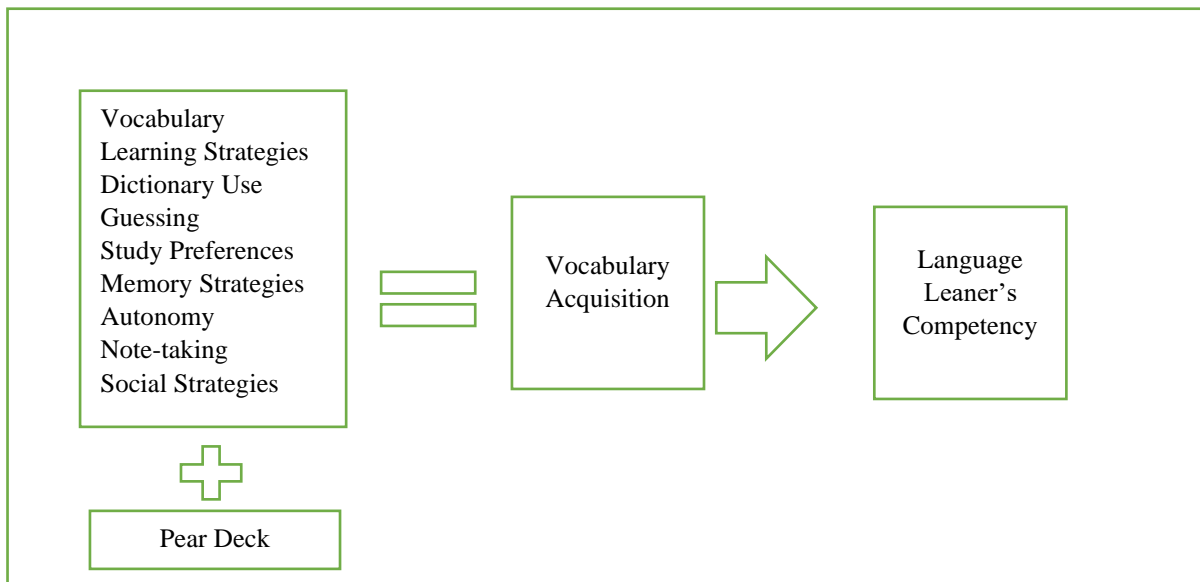 Vocabulary
Learning Strategies
Dictionary Use
Guessing
Study Preferences
Memory Strategies
Autonomy
Note-taking
Social Strategies
Pear Deck
Vocabulary
Acquisition
Language
Leaner’s
Competency